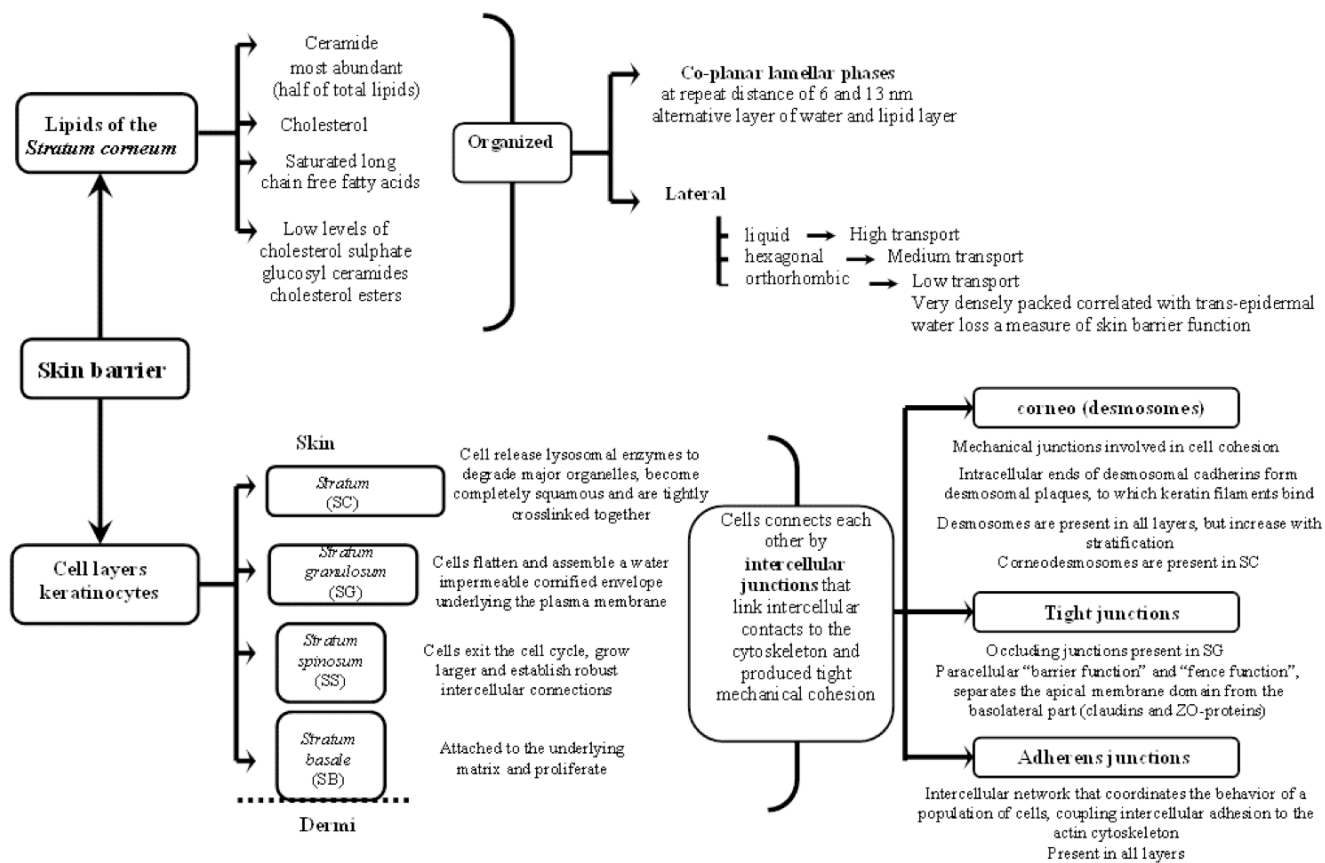 Ceramide
most abundant
(half of total lipids)
Cholesterol
Saturated long
chain free fatty acids
Low levels of
cholesterol sulphate
glucosyl ceramides
cholesterol esters
Lipids of the
Stratum corneum
Organized
Co-planar lamellar phases
at repeat distance of 6 and 13 nm
alternative layer of water and lipid layer
Lateral
liquid
High transport
hexagonal
Medium transport
orthorhombic
Low transport
Very densely packed correlated with trans-epidermal
water loss a measure of skin barrier function
Skin barrier
Cell layers
keratinocytes
Skin
Stratum
(SC)
Cell release lysosomal enzymes to
degrade major organelles, become
completely squamous and are tightly
crosslinked together
Stratum
granulosum
(SG)
Cells flatten and assemble a water
impermeable cornified envelope
underlying the plasma membrane
Stratum
spinosum
(SS)
Cells exit the cell cycle, grow
larger and establish robust
intercellular connections
Stratum
basale
(SB)
Attached to the underlying
matrix and proliferate
Dermi
Cells connects each
other by
intercellular
junctions that
link intercellular
contacts to the
cytoskeleton and
produced tight
mechanical cohesion
corneo (desmosomes)
Mechanical junctions involved in cell cohesion
Intracellular ends of desmosomal cadherins form
desmosomal plaques, to which keratin filaments bind
Desmosomes are present in all layers, but increase with
stratification
Corneodesmosomes are present in SC
Tight junctions
Occluding junctions present in SG
Paracellular “barrier function” and “fence function”,
separates the apical membrane domain from the
basolateral part (claudins and ZO-proteins)
Adherens junctions
Intercellular network that coordinates the behavior of a
population of cells, coupling intercellular adhesion to the
actin cytoskeleton
Present in all layers